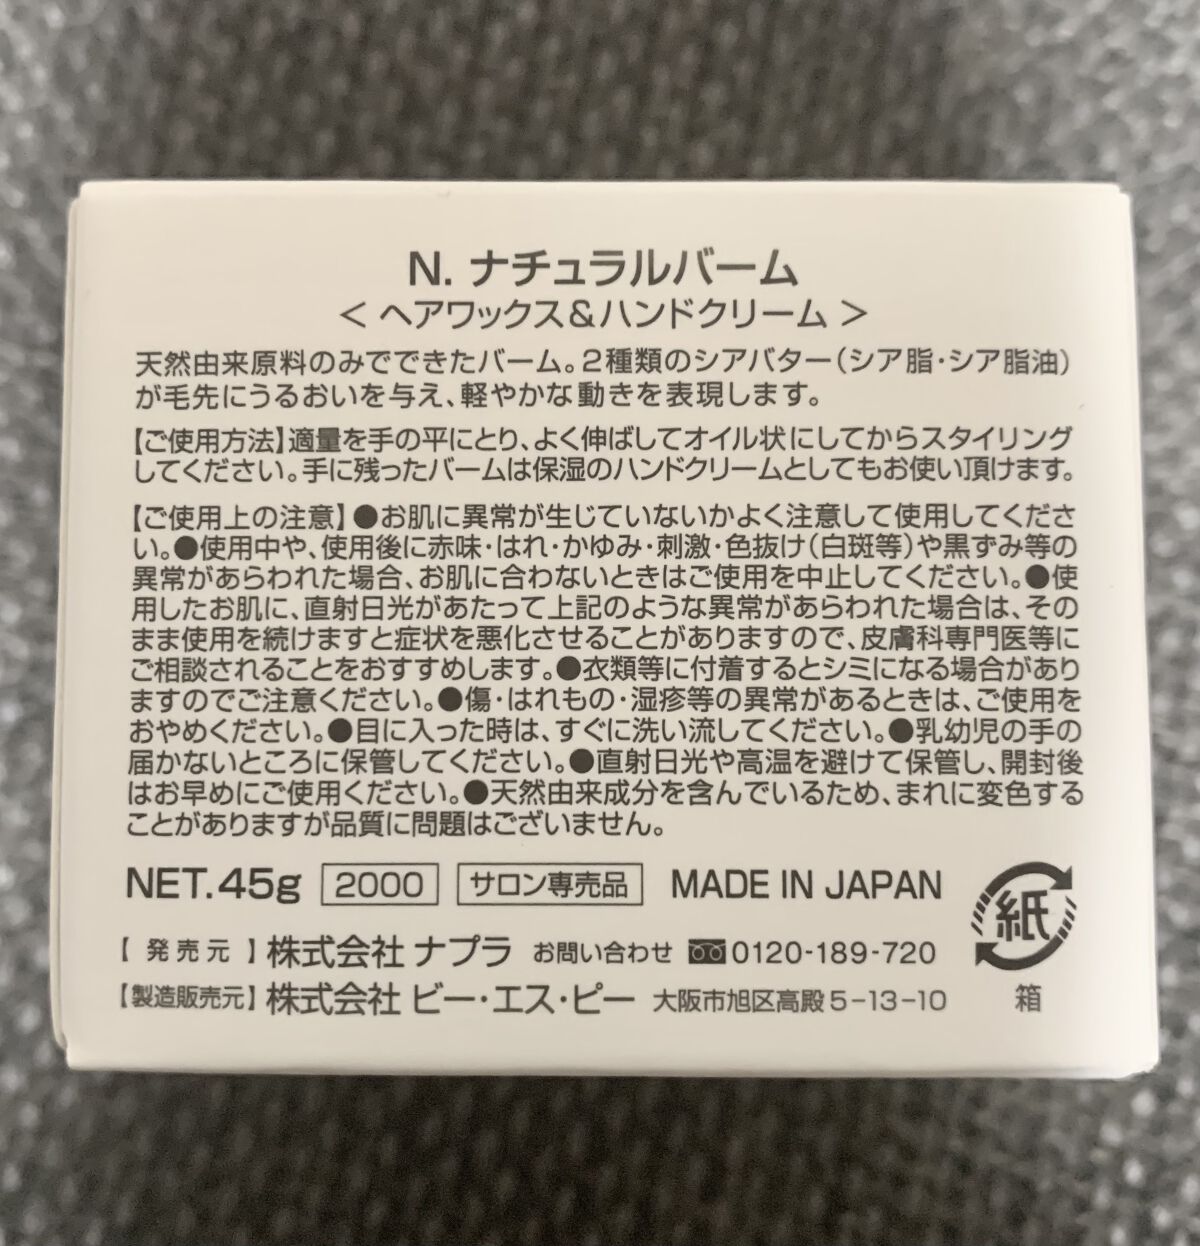 N. ナチュラルバーム
< ヘアワックス&ハンドクリーム >
天然由来原料のみでできたバーム。2種類のシアバター(シア脂・シア脂油)
が毛先にうるおいを与え、軽やかな動きを表現します。
【ご使用方法】適量を手の平にとり、よく伸ばしてオイル状にしてからスタイリング
してください。手に残ったバームは保湿のハンドクリームとしてもお使い頂けます。
【ご使用上の注意】●お肌に異常が生じていないかよく注意して使用してくださ
い。●使用中や、使用後に赤味・はれ・かゆみ・刺激・色抜け(白斑等)や黒ずみ等の
異常があらわれた場合、お肌に合わないときはご使用を中止してください。●使
用したお肌に、直射日光があたって上記のような異常があらわれた場合は、その
まま使用を続けますと症状を悪化させることがありますので、皮膚科専門医等に
ご相談されることをおすすめします。●衣類等に付着するとシミになる場合があり
ますのでご注意ください。●傷・はれもの・湿疹等の異常があるときは、ご使用を
おやめください。●目に入った時は、すぐに洗い流してください。●乳幼児の手の
届かないところに保管してください。●直射日光や高温を避けて保管し、開封後
はお早めにご使用ください。●天然由来成分を含んでいるため、まれに変色する
ことがありますが品質に問題はございません。
NET.45g 2000 サロン専売品 MADE IN JAPAN
【発売元】株式会社 ナプラ お問い合わせ 0120-189-720
【製造販売元】株式会社 ビー・エス・ピー 大阪市旭区高殿5-13-10
紙
箱